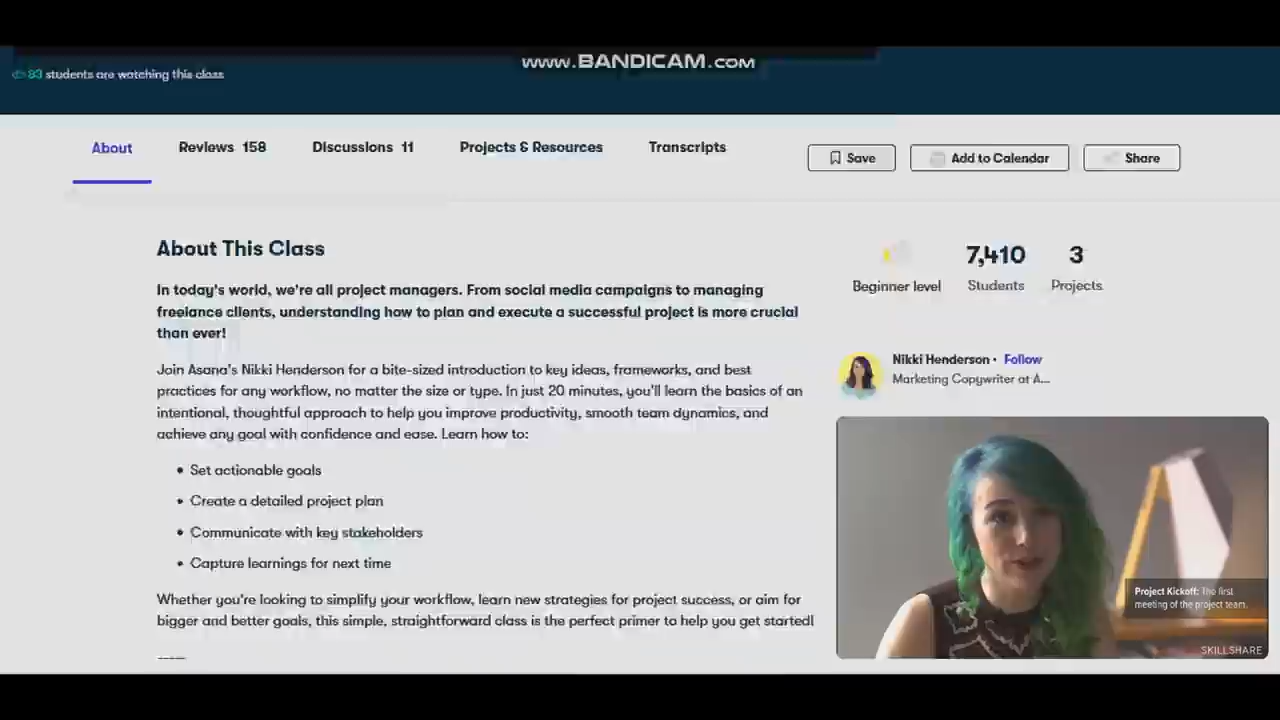 www.BANDICAM.COM
83 students are watching this class
About
Reviews 158
Discussions 11
Projects & Resources
Transcripts
Save
Add to Calendar
Share
About This Class
In today's world, we're all project managers. From social media campaigns to managing
freelance clients, understanding how to plan and execute a successful project is more crucial
than ever!
Join Asana's Nikki Henderson for a bite-sized introduction to key ideas, frameworks, and best
practices for any workflow, no matter the size or type. In just 20 minutes, you'll learn the basics of an
intentional, thoughtful approach to help you improve productivity, smooth team dynamics, and
achieve any goal with confidence and ease. Learn how to:
• Set actionable goals
• Create a detailed project plan
• Communicate with key stakeholders
• Capture learnings for next time
Whether you're looking to simplify your workflow, learn new strategies for project success, or aim for
bigger and better goals, this simple, straightforward class is the perfect primer to help you get started!
Beginner level
7,410
Students
3
Projects
Nikki Henderson • Follow
Marketing Copywriter at A...
Project Kickoff: The first
meeting of the project team.
SKILLSHARE